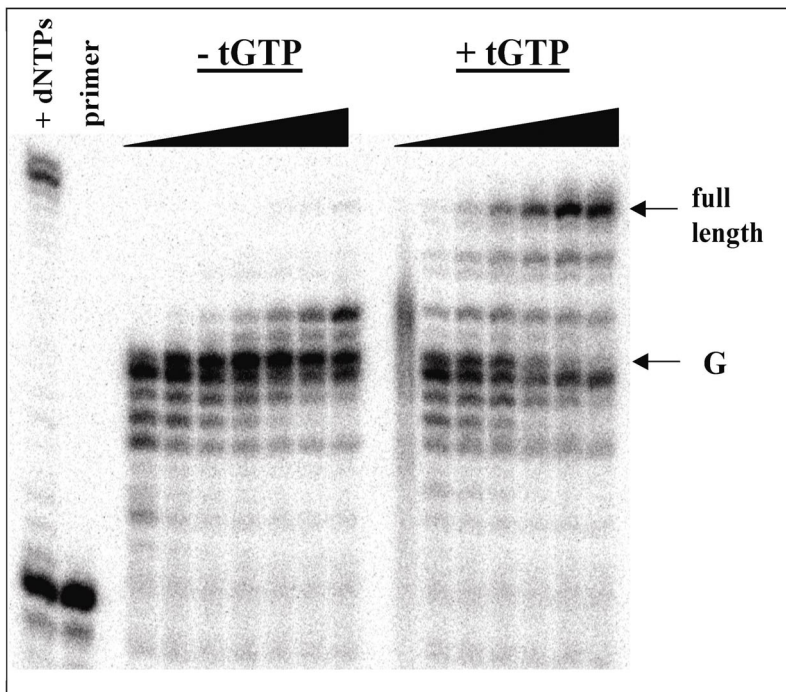 + dNTPs
primer
- tGTP
+ tGTP
full
length
G